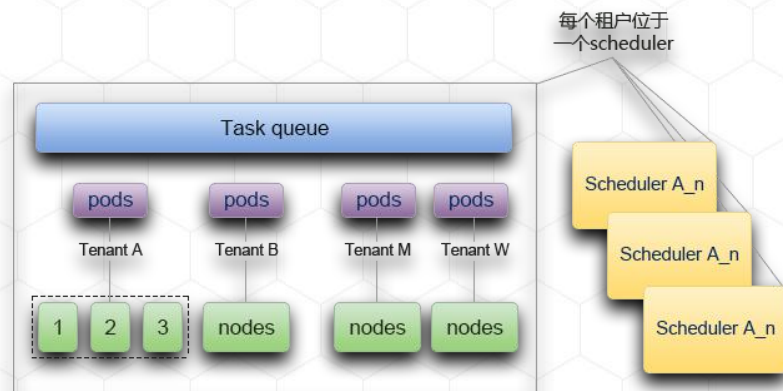 每个租户位于
一个scheduler
Task queue
pods
pods
pods
pods
Tenant A
Tenant B
Tenant M
Tenant W
1
2
3
nodes
nodes
nodes
Scheduler A_n
Scheduler A_n
Scheduler A_n